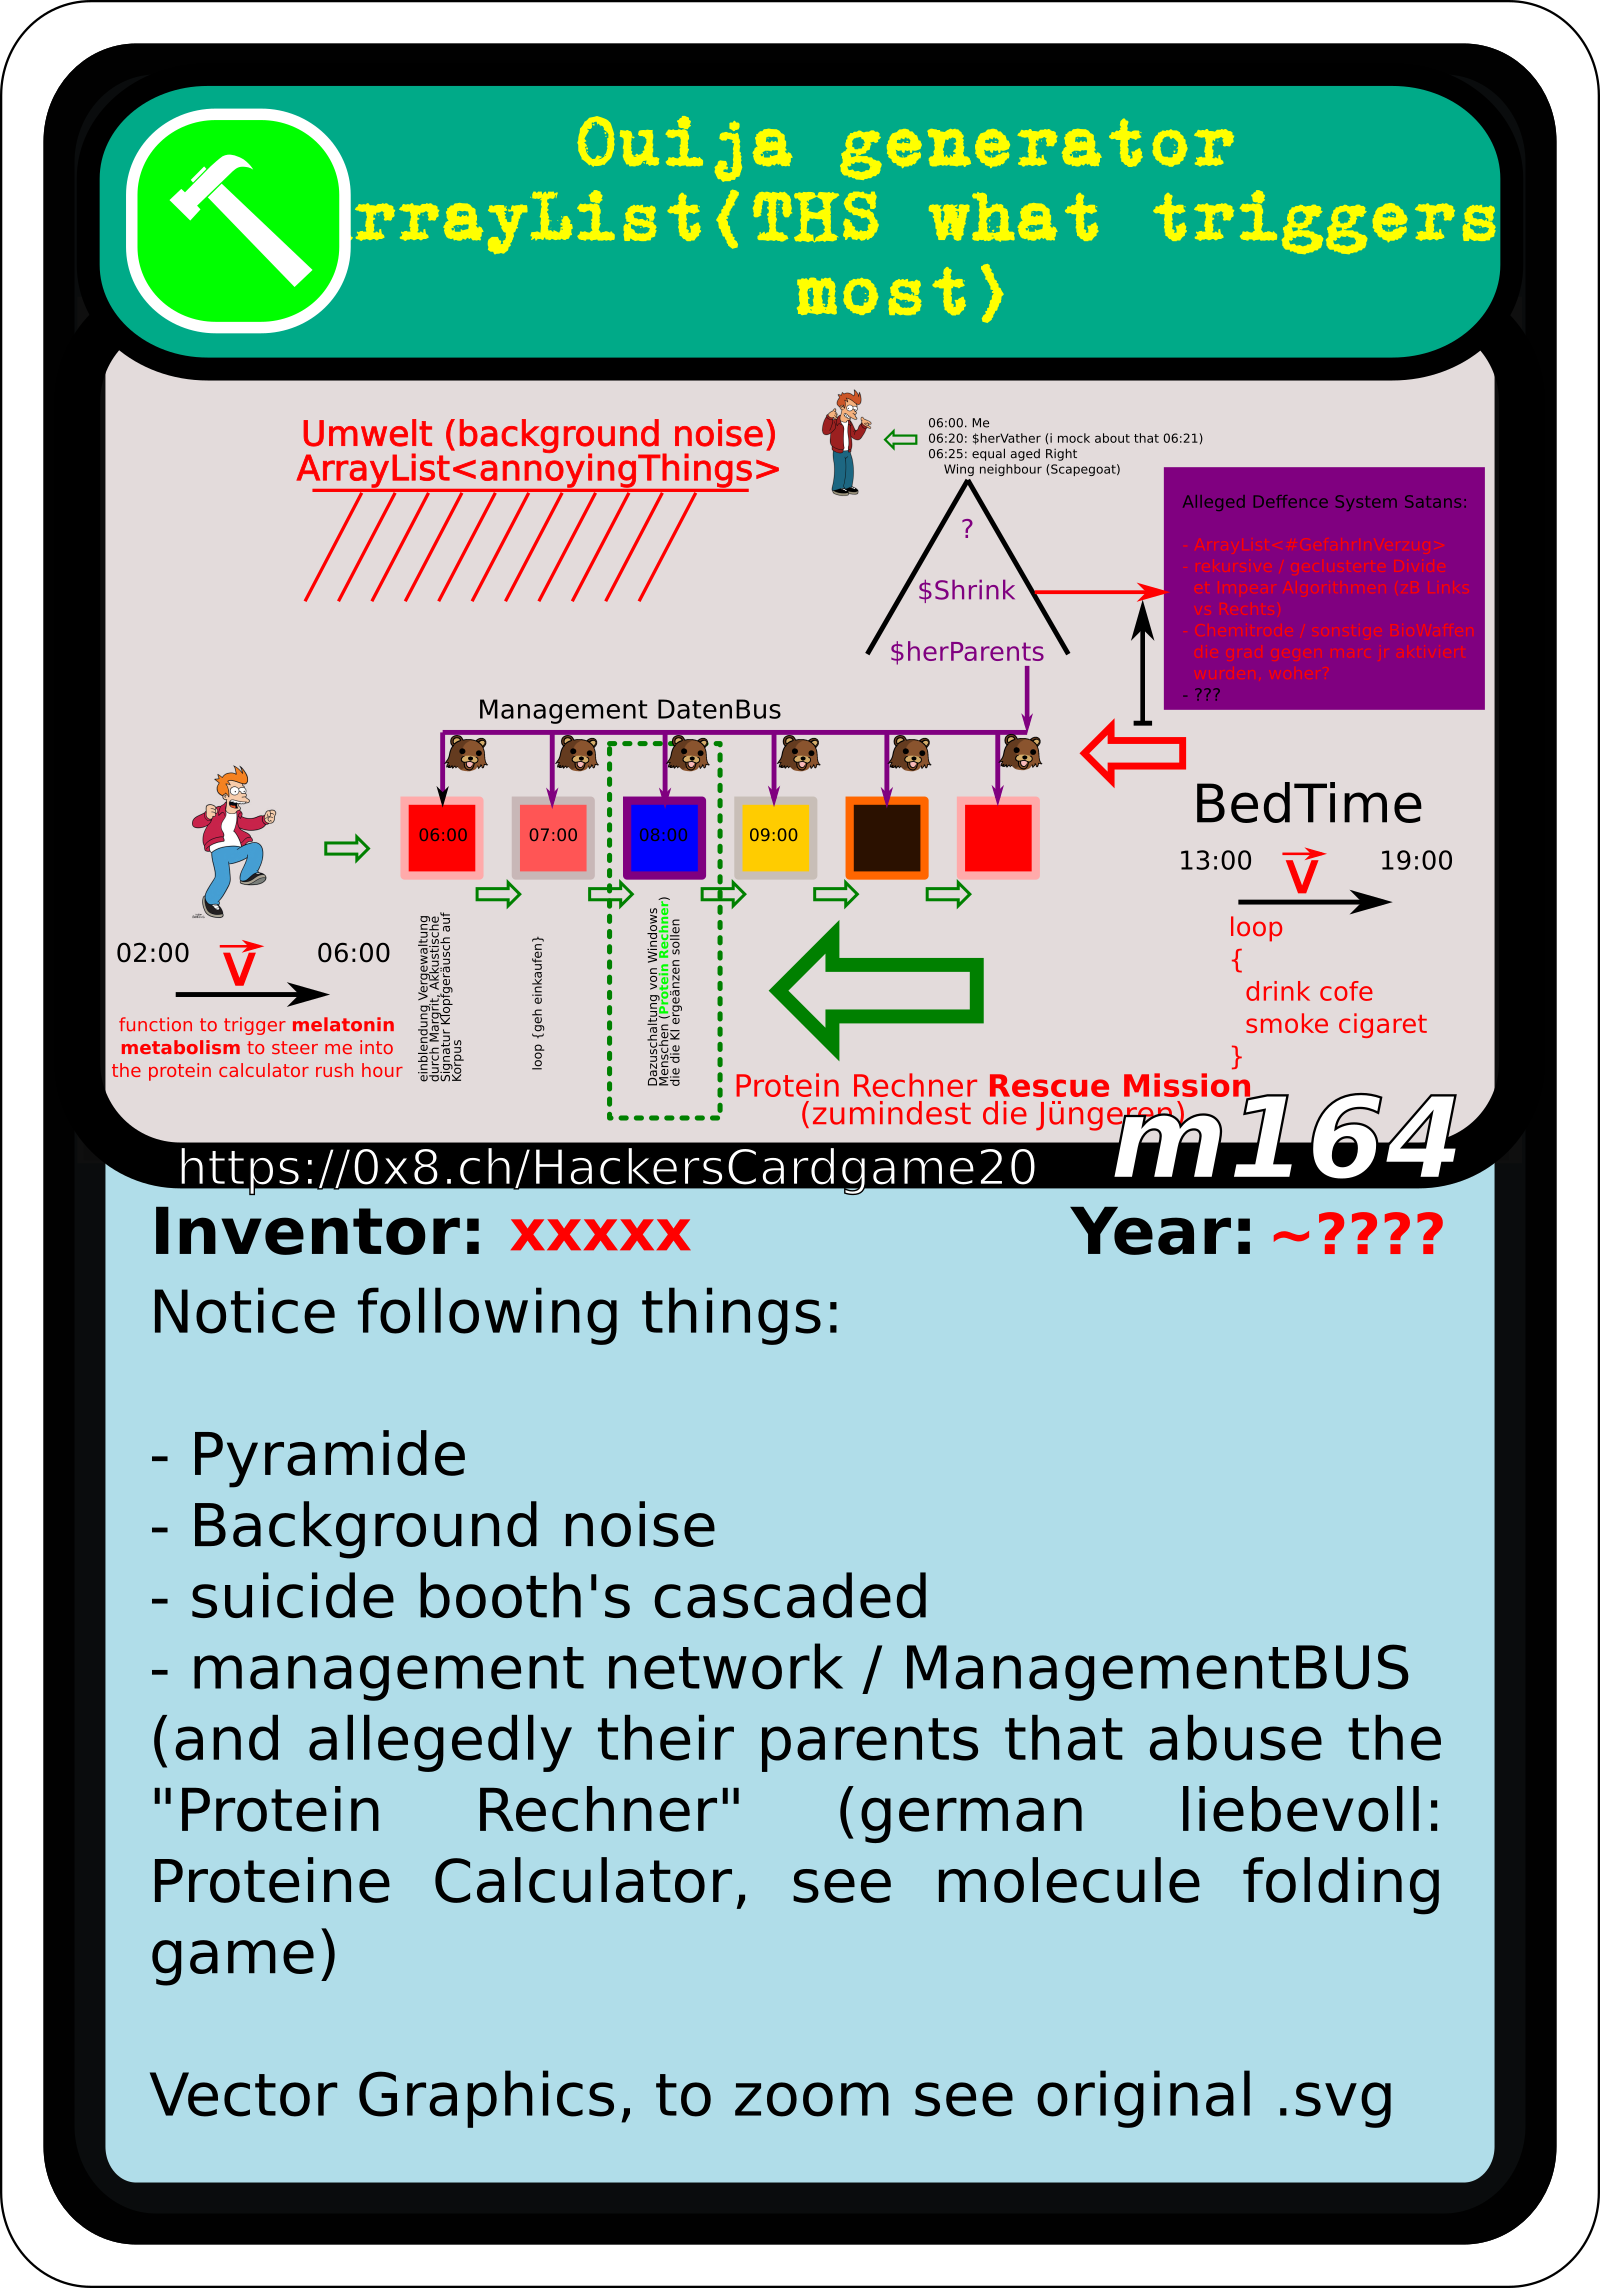 Ouija generator
rrayList(THS what triggers
most)
Umwelt (background noise)
ArrayList<annoyingThings>
06:00. Me
06:20: $herVather (i mock about that 06:21)
06:25: equal aged Right
Wing neighbour (Scapegoat)
?
$Shrink
$herParents
Alleged Deffence System Satans:
- ArrayList<#GefahrInVerzug>
- rekursive / geclusterte Divide
et Impear Algorithmen (zB Links
vs Rechts)
- Chemitrode / sonstige BioWaffen
die grad gegen marc jr aktiviert
wurden, woher?
- ???
Management DatenBus
06:00
07:00
08:00
09:00
BedTime
13:00 V 19:00
loop
{
drink cofe
smoke cigaret
}
02:00 V 06:00
function to trigger melatonin
metabolism to steer me into
the protein calculator rush hour
einblendung Vergewaltung
durch Margrit, Akkustische
Signatur Klopfgeräusch auf
Korpus
loop {geh einkaufen}
Dazuschaltung von Windows
Menschen (Protein Rechner)
die die KI ergeänzen sollen
Protein Rechner Rescue Mission
(zumindest die Jüngeren)
m164
https://0x8.ch/HackersCardgame20
Inventor: xxxxx Year: ~????
Notice following things:
- Pyramide
- Background noise
- suicide booth's cascaded
- management network / ManagementBUS
(and allegedly their parents that abuse the
"Protein Rechner" (german liebevoll:
Proteine Calculator, see molecule folding
game)
Vector Graphics, to zoom see original .svg